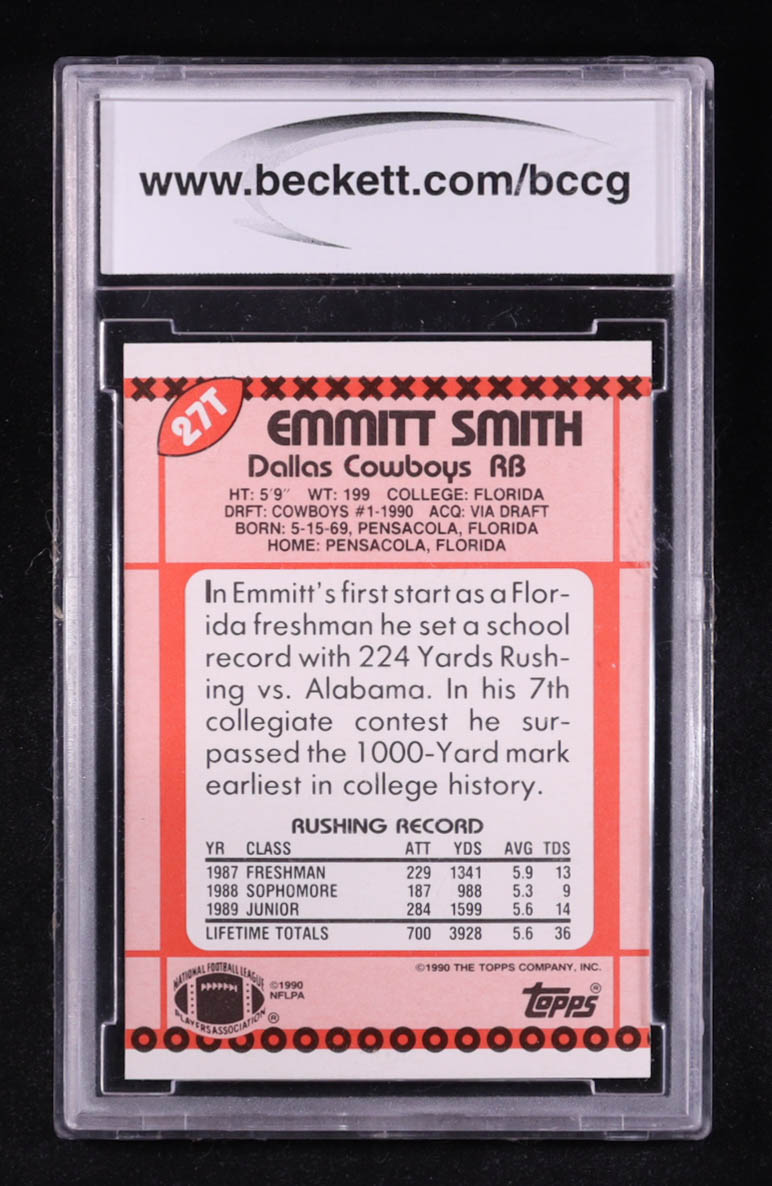 www.beckett.com/bccg
27T
EMMITT SMITH
Dallas Cowboys RB
HT: 5'9" WT: 199 COLLEGE: FLORIDA
DRFT: COWBOYS #1-1990 ACQ: VIA DRAFT
BORN: 5-15-69, PENSACOLA, FLORIDA
HOME: PENSACOLA, FLORIDA
In Emmitt's first start as a Flor-
ida freshman he set a school
record with 224 Yards Rush-
ing vs. Alabama. In his 7th
collegiate contest he sur-
passed the 1000-Yard mark
earliest in college history.
RUSHING RECORD
YR CLASS ATT YDS AVG TDS
1987 FRESHMAN 229 1341 5.9 13
1988 SOPHOMORE 187 988 5.3 9
1989 JUNIOR 284 1599 5.6 14
LIFETIME TOTALS 700 3928 5.6 36
NATIONAL FOOTBALL LEAGUE
PLAYERS ASSOCIATION ®
©1990
NFLPA
©1990 THE TOPPS COMPANY, INC.
topps®